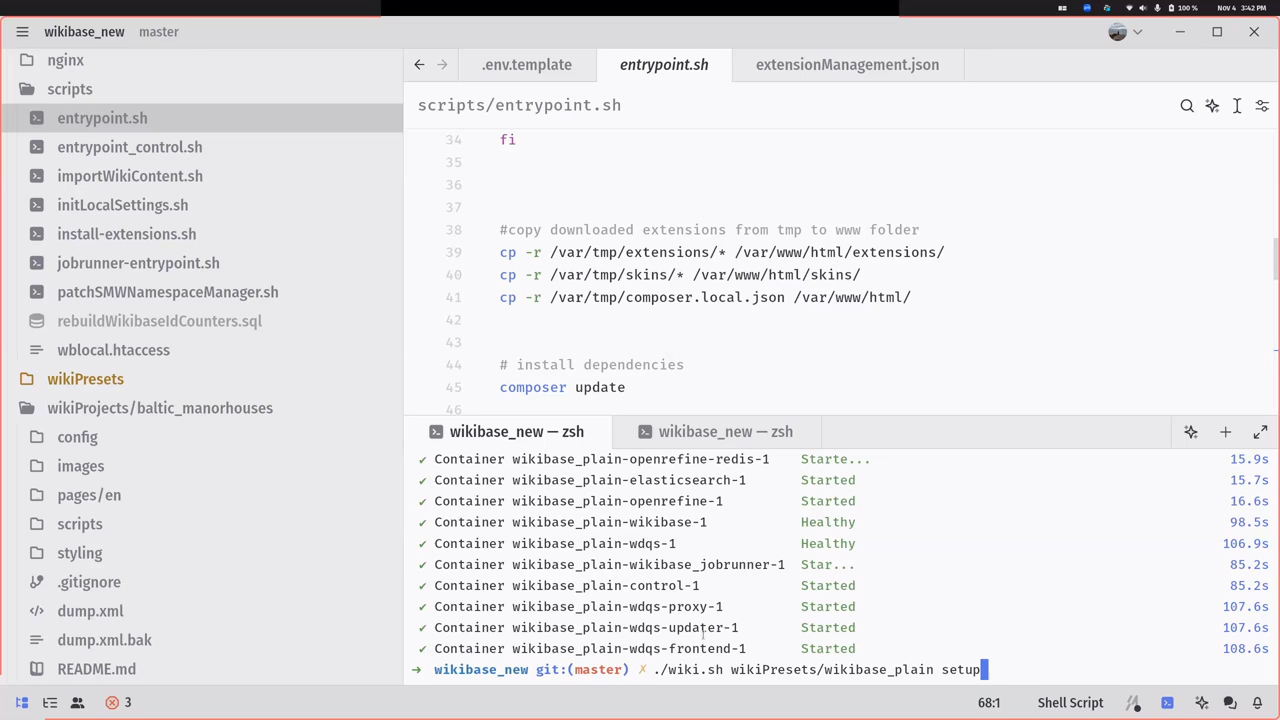 100 %
Nov 4 3:42 PM
wikibase_new master
nginx
scripts
entrypoint.sh
entrypoint_control.sh
importWikiContent.sh
initLocalSettings.sh
install-extensions.sh
jobrunner-entrypoint.sh
patchSMWNamespaceManager.sh
rebuildWikibaseIdCounters.sql
wblocal.htaccess
wikiPresets
wikiProjects/baltic_manorhouses
config
images
pages/en
scripts
styling
.gitignore
dump.xml
dump.xml.bak
README.md
.env.template
entrypoint.sh
extensionManagement.json
scripts/entrypoint.sh
34 fi
35
36
37
38 #copy downloaded extensions from tmp to www folder
39 cp -r /var/tmp/extensions/* /var/www/html/extensions/
40 cp -r /var/tmp/skins/* /var/www/html/skins/
41 cp -r /var/tmp/composer.local.json /var/www/html/
42
43
44 # install dependencies
45 composer update
46
wikibase_new — zsh
wikibase_new — zsh
✔ Container wikibase_plain-openrefine-redis-1 Starte... 15.9s
✔ Container wikibase_plain-elasticsearch-1 Started 15.7s
✔ Container wikibase_plain-openrefine-1 Started 16.6s
✔ Container wikibase_plain-wikibase-1 Healthy 98.5s
✔ Container wikibase_plain-wdqs-1 Healthy 106.9s
✔ Container wikibase_plain-wikibase_jobrunner-1 Star... 85.2s
✔ Container wikibase_plain-control-1 Started 85.2s
✔ Container wikibase_plain-wdqs-proxy-1 Started 107.6s
✔ Container wikibase_plain-wdqs-updater-1 Started 107.6s
✔ Container wikibase_plain-wdqs-frontend-1 Started 108.6s
➜ wikibase_new git:(master) ✗ ./wiki.sh wikiPresets/wikibase_plain setup
3
68:1
Shell Script